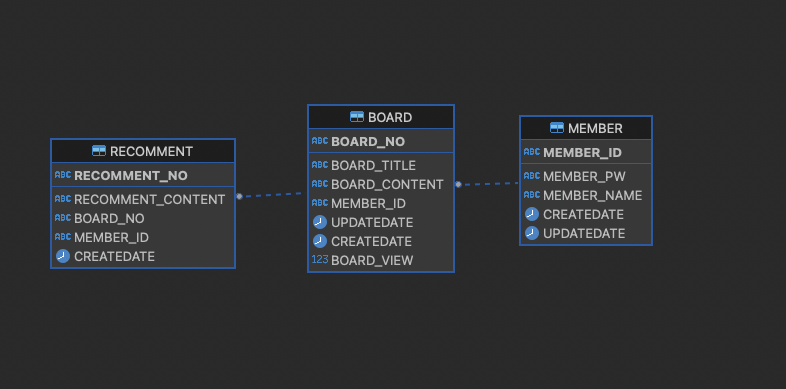 RECOMMENT
ABC RECOMMENT_NO
ABC RECOMMENT_CONTENT
ABC BOARD_NO
ABC MEMBER_ID
CREATEDATE
BOARD
ABC BOARD_NO
ABC BOARD_TITLE
ABC BOARD_CONTENT
ABC MEMBER_ID
UPDATEDATE
CREATEDATE
123 BOARD_VIEW
MEMBER
ABC MEMBER_ID
ABC MEMBER_PW
ABC MEMBER_NAME
CREATEDATE
UPDATEDATE